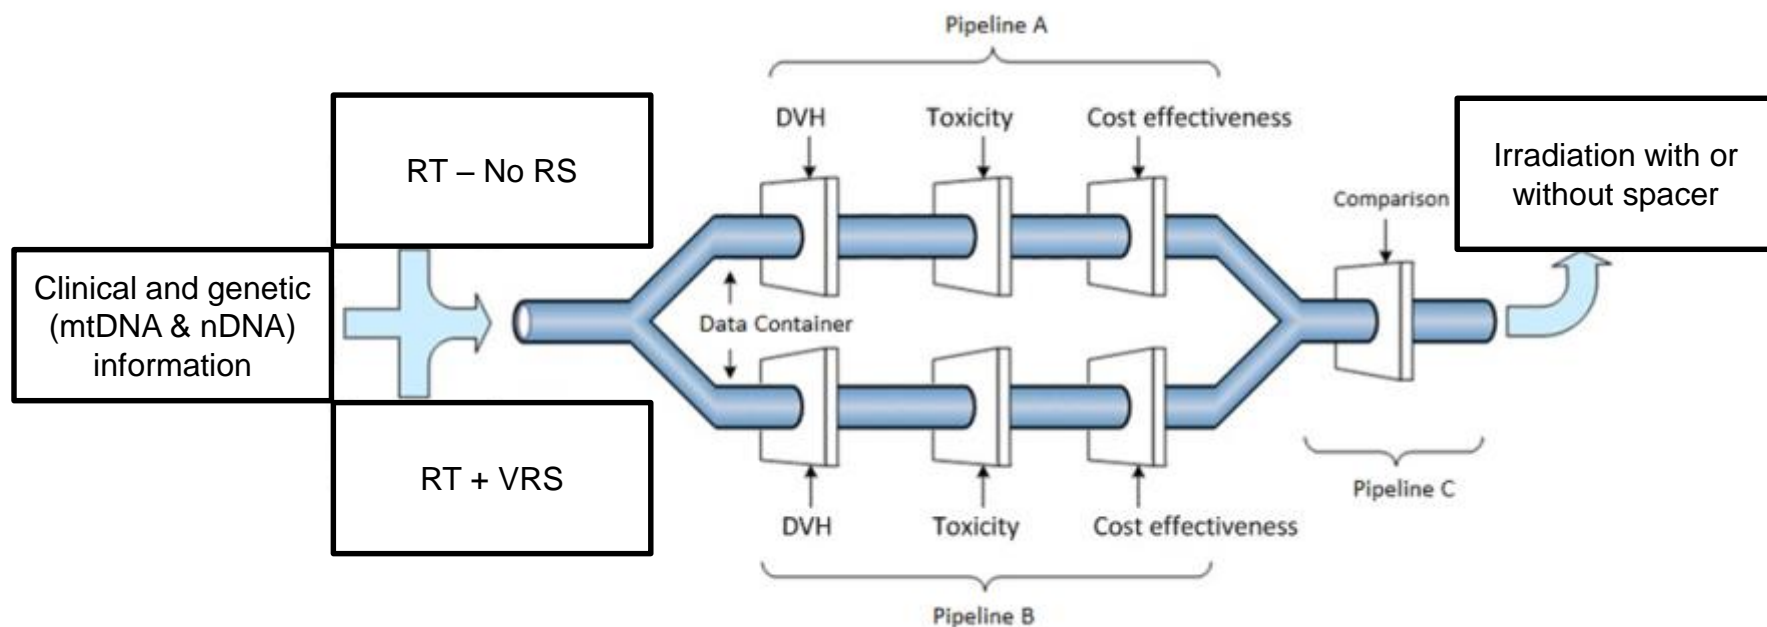 Pipeline A
RT – No RS
DVH
Toxicity
Cost effectiveness
Irradiation with or
without spacer
Comparison
Clinical and genetic
(mtDNA & nDNA)
information
Data Container
RT + VRS
DVH
Toxicity
Cost effectiveness
Pipeline C
Pipeline B